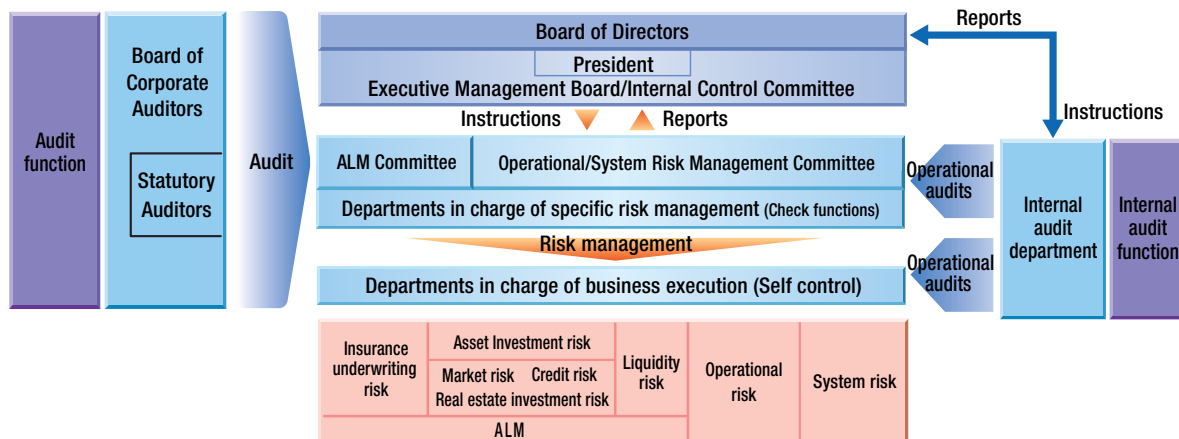 Audit
function
Board of
Corporate
Auditors
Statutory
Auditors
Audit
Board of Directors
President
Executive Management Board/Internal Control Committee
Instructions
Reports
ALM Committee
Operational/System Risk Management Committee
Departments in charge of specific risk management (Check functions)
Risk management
Departments in charge of business execution (Self control)
Insurance
underwriting
risk
Asset Investment risk
Market risk Credit risk
Real estate investment risk
Liquidity
risk
ALM
Operational
risk
System risk
Reports
Instructions
Operational
audits
Operational
audits
Internal
audit
department
Internal
audit
function